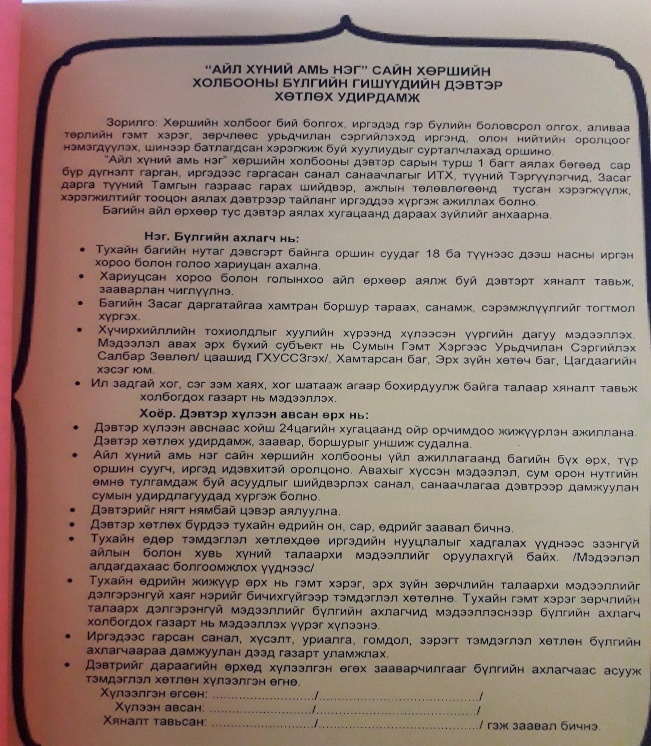 "АЙЛ ХҮНИЙ АМЬ НЭГ" САЙН ХӨРШИЙН
ХОЛБООНЫ БҮЛГИЙН ГИШҮҮДИЙН ДЭВТЭР
ХӨТЛӨХ УДИРДАМЖ
Зорилго: Хөршийн холбоог бий болгох, иргэдэд гэр бүлийн боловсрол олгох, аливаа
төрлийн гэмт хэрэг, зөрчлөөс урьдчилан сэргийлэхэд иргэнд, олон нийтийн оролцоог
нэмэгдүүлэх, шинээр батлагдсан хэрэгжиж буй хуулиудыг сурталчлахад оршино.
"Айл хүний амь нэг" хөршийн холбооны дэвтэр сарын турш 1 багт аялах бөгөөд сар
бүр дүгнэлт гарган, иргэдээс гаргасан санал санаачлагыг ИТХ, түүний Тэргүүлэгчид, Засаг
дарга түүний Тамгын газраас гарах шийдвэр, ажлын төлөвлөгөөнд тусган хэрэгжүүлж,
хэрэгжилтийг тооцон аялах дэвтрээр тайланг иргэддээ хүргэж ажиллах болно.
Багийн айл өрхөөр тус дэвтэр аялах хугацаанд дараах зүйлийг анхаарна.
Нэг. Бүлгийн ахлагч нь:
• Тухайн багийн нутаг дэвсгэрт байнга оршин суудаг 18 ба түүнээс дээш насны иргэн
хороо болон голоо хариуцан ахална.
• Хариуцсан хороо болон голынхоо айл өрхөөр аялж буй дэвтэрт хяналт тавьж,
зааварлан чиглүүлнэ.
• Багийн Засаг даргатайгаа хамтран боршур тараах, санамж, сэрэмжлүүлгийг тогтмол
хүргэх.
• Хүчирхийллийн тохиолдлыг хуулийн хүрээнд хүлээсэн үүргийн дагуу мэдээллэх.
Мэдээлэл авах эрх бүхий субъект нь Сумын Гэмт Хэргээс Урьдчилан Сэргийлэх
Салбар Зөвлөл/ цаашид ГХУССЗгэх/, Хамтарсан баг, Эрх зүйн хөтөч баг, Цагдаагийн
хэсэг юм.
• Ил задгай хог, сэг зэм хаях, хог шатааж агаар бохирдуулж байга талаар хяналт тавьж
холбогдох газарт нь мэдээллэх.
Хоёр. Дэвтэр хүлээн авсан өрх нь:
• Дэвтэр хүлээн авснаас хойш 24цагийн хугацаанд ойр орчимдоо жижүүрлэн ажиллана.
Дэвтэр хөтлөх удирдамж, заавар, боршурыг уншиж судална.
• Айл хүний амь нэг сайн хөршийн холбооны үйл ажиллагаанд багийн бүх өрх, түр
оршин суугч, иргэд идэвхитэй оролцоно. Авахыг хүссэн мэдээлэл, сум орон нутгийн
өмнө тулгамдаж буй асуудлыг шийдвэрлэх санал, санаачлагаа дэвтрээр дамжуулан
сумын удирдлагуудад хүргэж болно.
• Дэвтэрийг нягт нямбай цэвэр аялуулна.
• Дэвтэр хөтлөх бүрдээ тухайн өдрийн он, сар, өдрийг заавал бичнэ.
• Тухайн өдөр тэмдэглэл хөтлөхдөө иргэдийн нууцлалыг хадгалах үүднээс эзэнгүй
айлын болон хувь хүний талаархи мэдээллийг оруулахгүй байх. /Мэдээлэл
алдагдахаас болгоомжлох үүднээс/
• Тухайн өдрийн жижүүр өрх нь гэмт хэрэг, эрх зүйн зөрчлийн талаархи мэдээллийг
дэлгэрэнгүй хаяг нэрийг бичихгүйгээр тэмдэглэл хөтөлнө. Тухайн гэмт хэрэг зөрчлийн
талаарх дэлгэрэнгүй мэдээллийг бүлгийн ахлагчид мэдээллэснээр бүлгийн ахлагч
холбогдох газарт нь мэдээллэх үүрэг хүлээнэ.
• Иргэдээс гарсан санал, хүсэлт, уриалга, гомдол, зэрэгт тэмдэглэл хөтлөн бүлгийн
ахлагчаараа дамжуулан дээд газарт уламжлах.
• Дэвтрийг дараагийн өрхөд хүлээлгэн өгөх зааварчилгааг бүлгийн ахлагчаас асууж
тэмдэглэл хөтлөн хүлээлгэн өгнө.
Хүлээлгэн өгсөн: ........................./......................................../
Хүлээн авсан: ........................./......................................../
Хяналт тавьсан: ........................./......................................../ гэж заавал бичнэ.